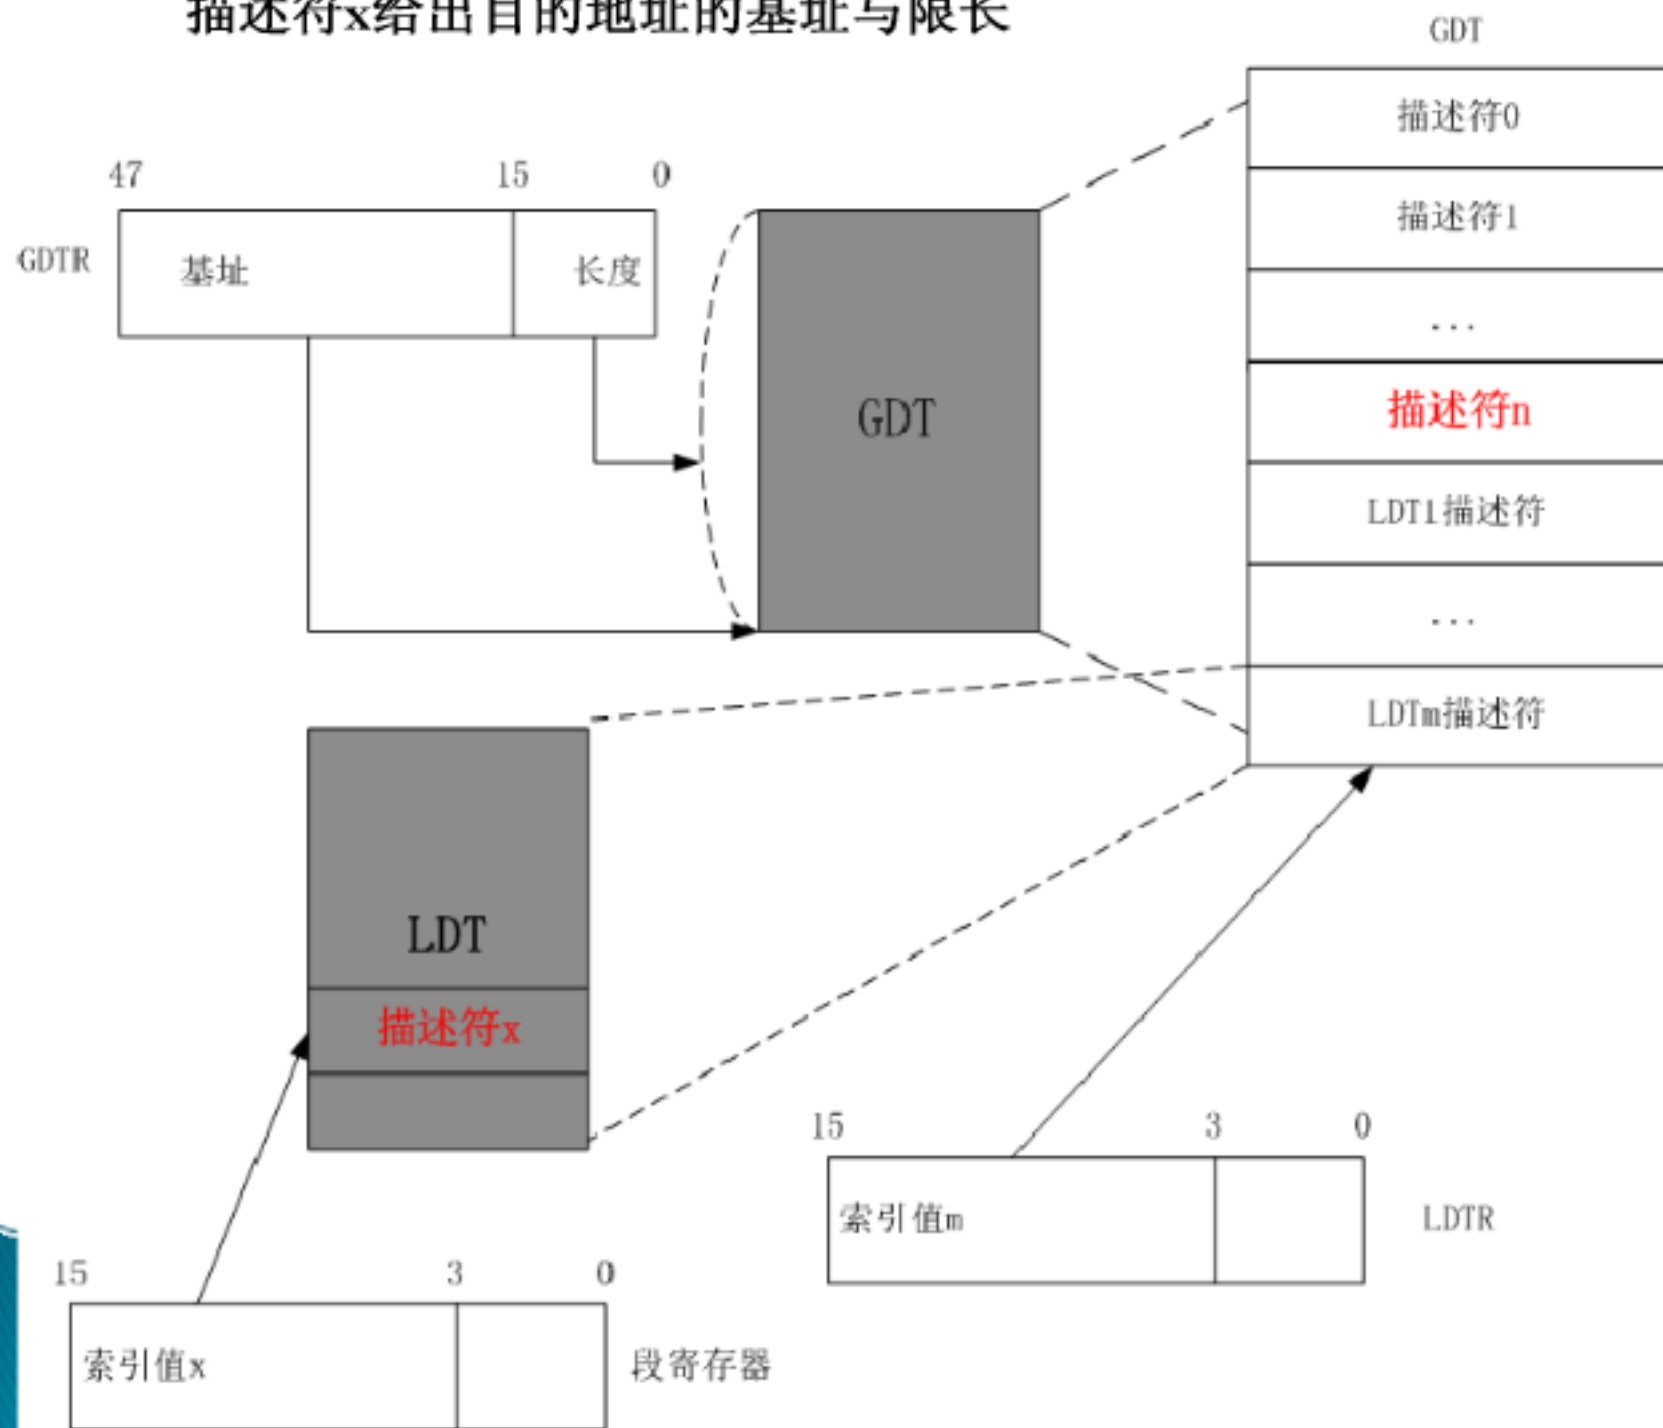 描述符x给出目的地址的基址与限长
GDT
描述符0
描述符1
...
描述符n
LDT1描述符
...
LDTm描述符
47 15 0
GDTR 基址 长度
GDT
LDT
描述符x
15 3 0
索引值m LDTR
15 3 0
索引值x 段寄存器